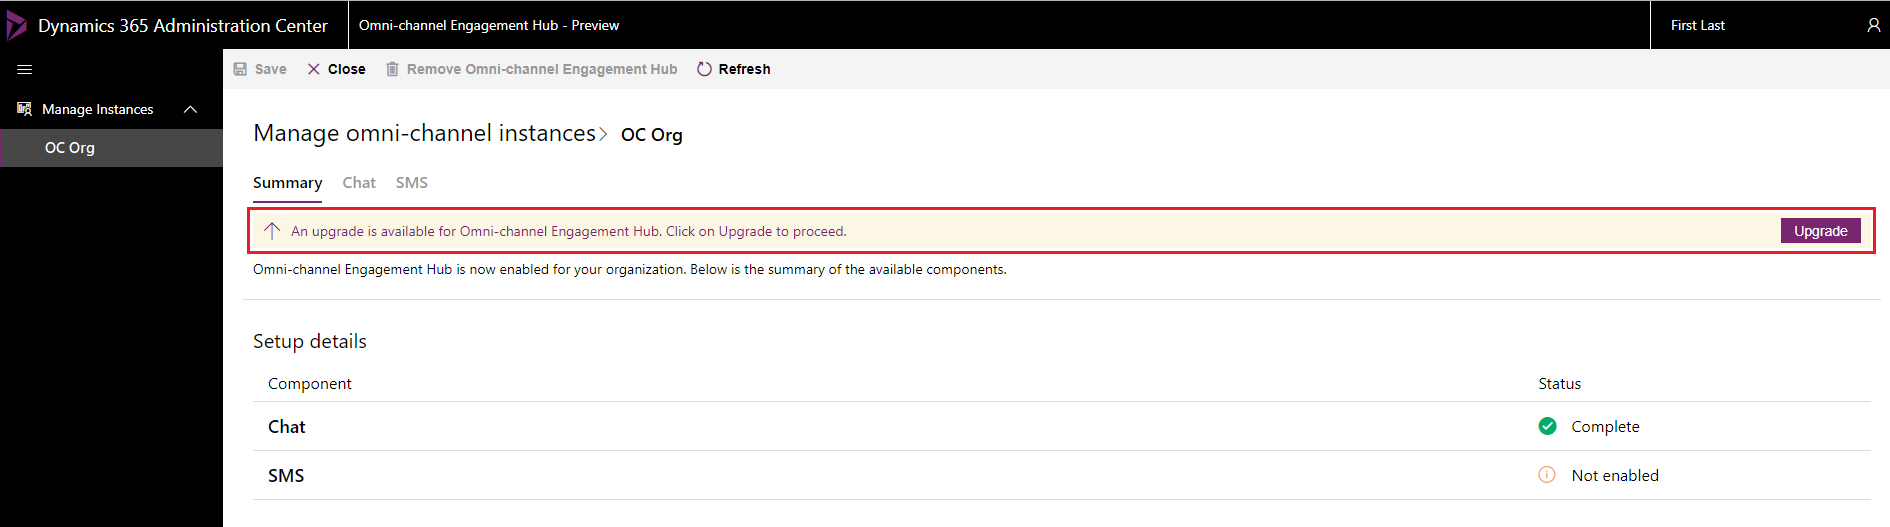 Dynamics 365 Administration Center
Omni-channel Engagement Hub - Preview
First Last
Save
Close
Remove Omni-channel Engagement Hub
Refresh
Manage Instances
OC Org
Manage omni-channel instances> OC Org
Summary
Chat
SMS
An upgrade is available for Omni-channel Engagement Hub. Click on Upgrade to proceed.
Upgrade
Omni-channel Engagement Hub is now enabled for your organization. Below is the summary of the available components.
Setup details
Component
Status
Chat
Complete
SMS
Not enabled